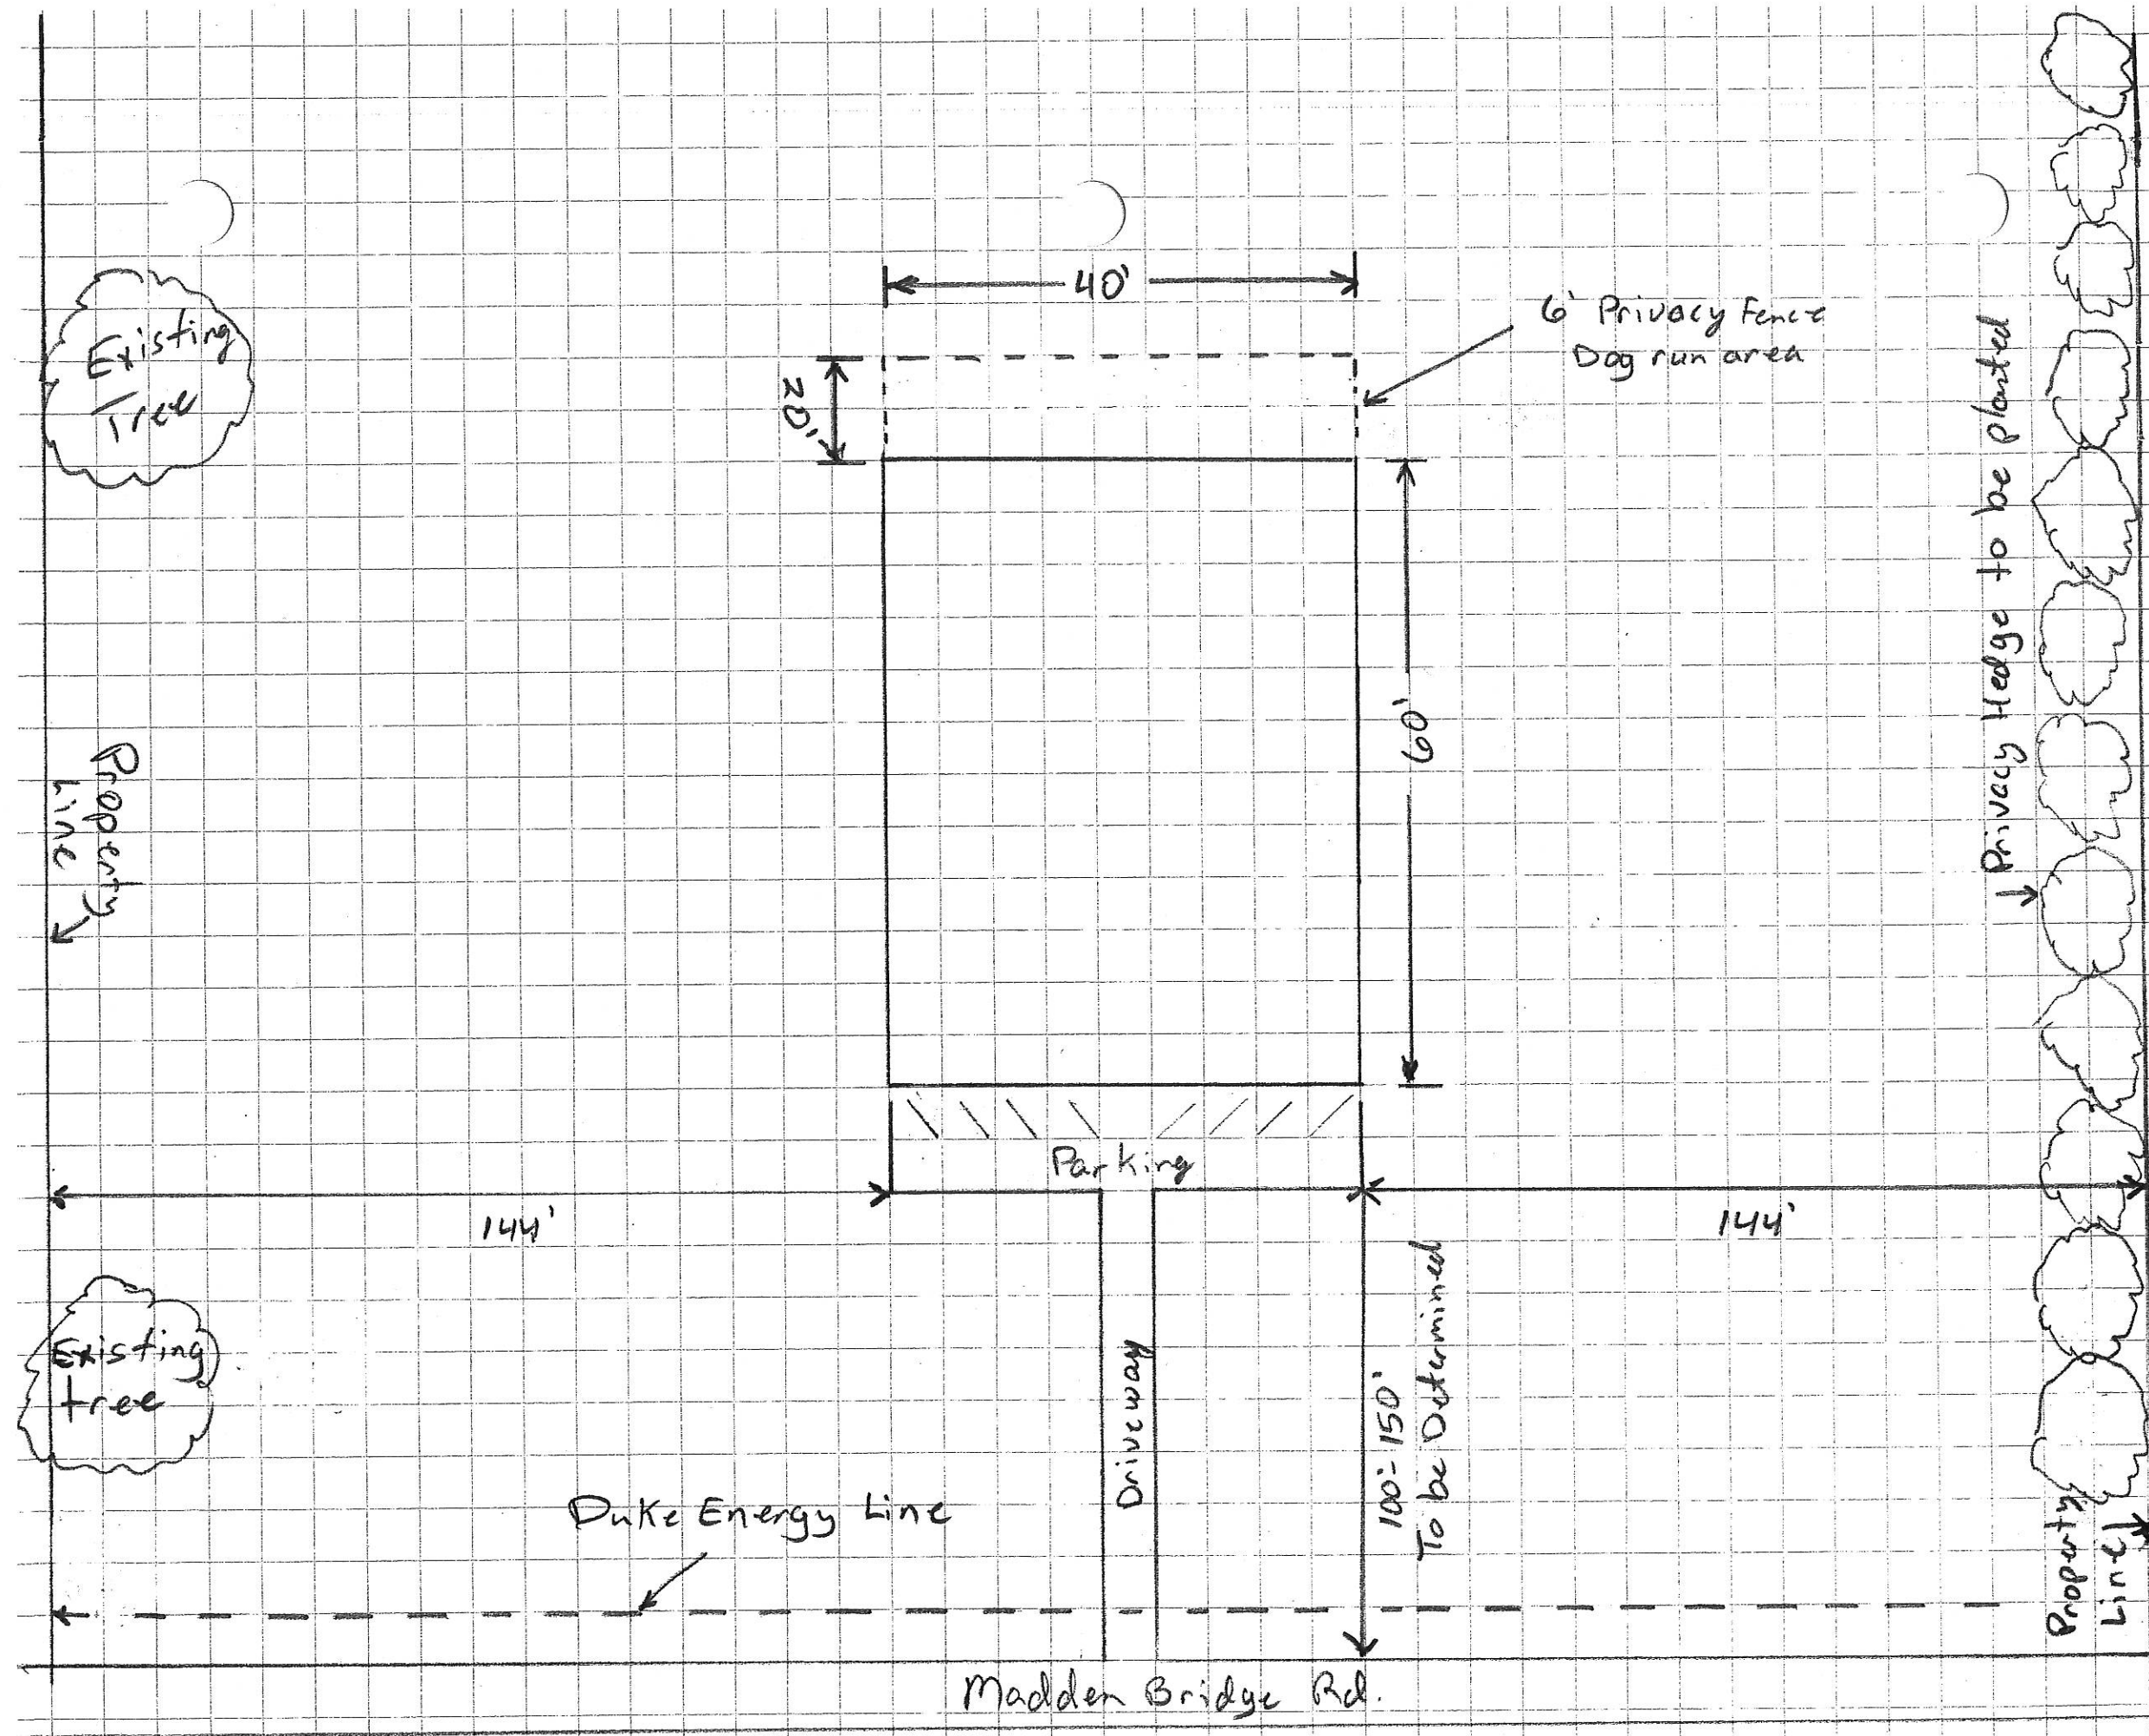 40'
6' Privacy Fence
Dog run area
Existing
Tree
20'
Privacy Hedge to be planted
60'
Property
Line
Parking
144'
144'
100'-150'
To be Determined
Driveway
Existing
tree
Duke Energy Line
Property
Line
Madden Bridge Rd.